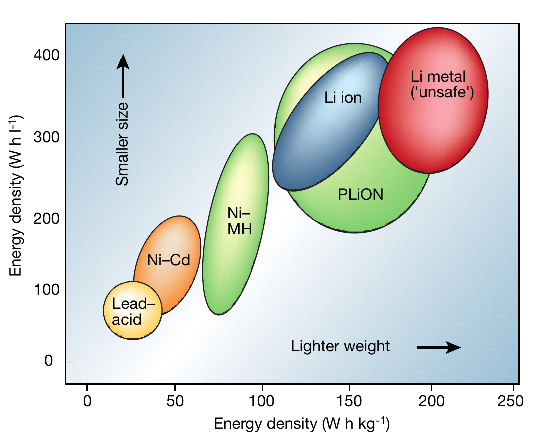 Energy density (W h l⁻¹)
400
300
200
100
0
Smaller size
Li metal
('unsafe')
Li ion
PLiON
Ni–
MH
Ni–Cd
Lead–
acid
Lighter weight
0 50 100 150 200 250
Energy density (W h kg⁻¹)